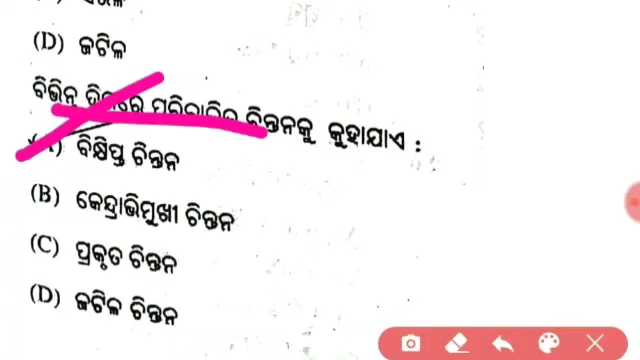 (D) ଜଟିଳ
ବିଭିନ୍ନ ଦିଗରେ ପରିଚାଳିତ ଚିନ୍ତନକୁ କୁହାଯାଏ :
(A) ବିକ୍ଷିପ୍ତ ଚିନ୍ତନ
(B) କେନ୍ଦ୍ରାଭିମୁଖୀ ଚିନ୍ତନ
(C) ପ୍ରକୃତ ଚିନ୍ତନ
(D) ଜଟିଳ ଚିନ୍ତନ